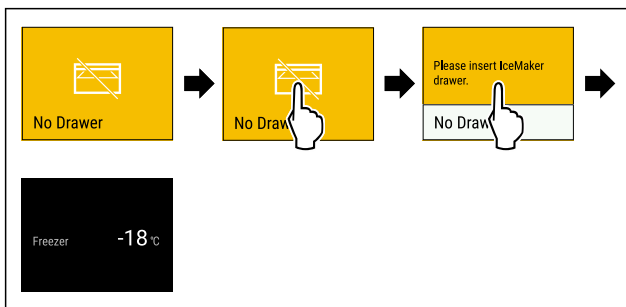 No Drawer
No Draw
Please insert IceMaker
drawer.
No Draw
Freezer -18 °C